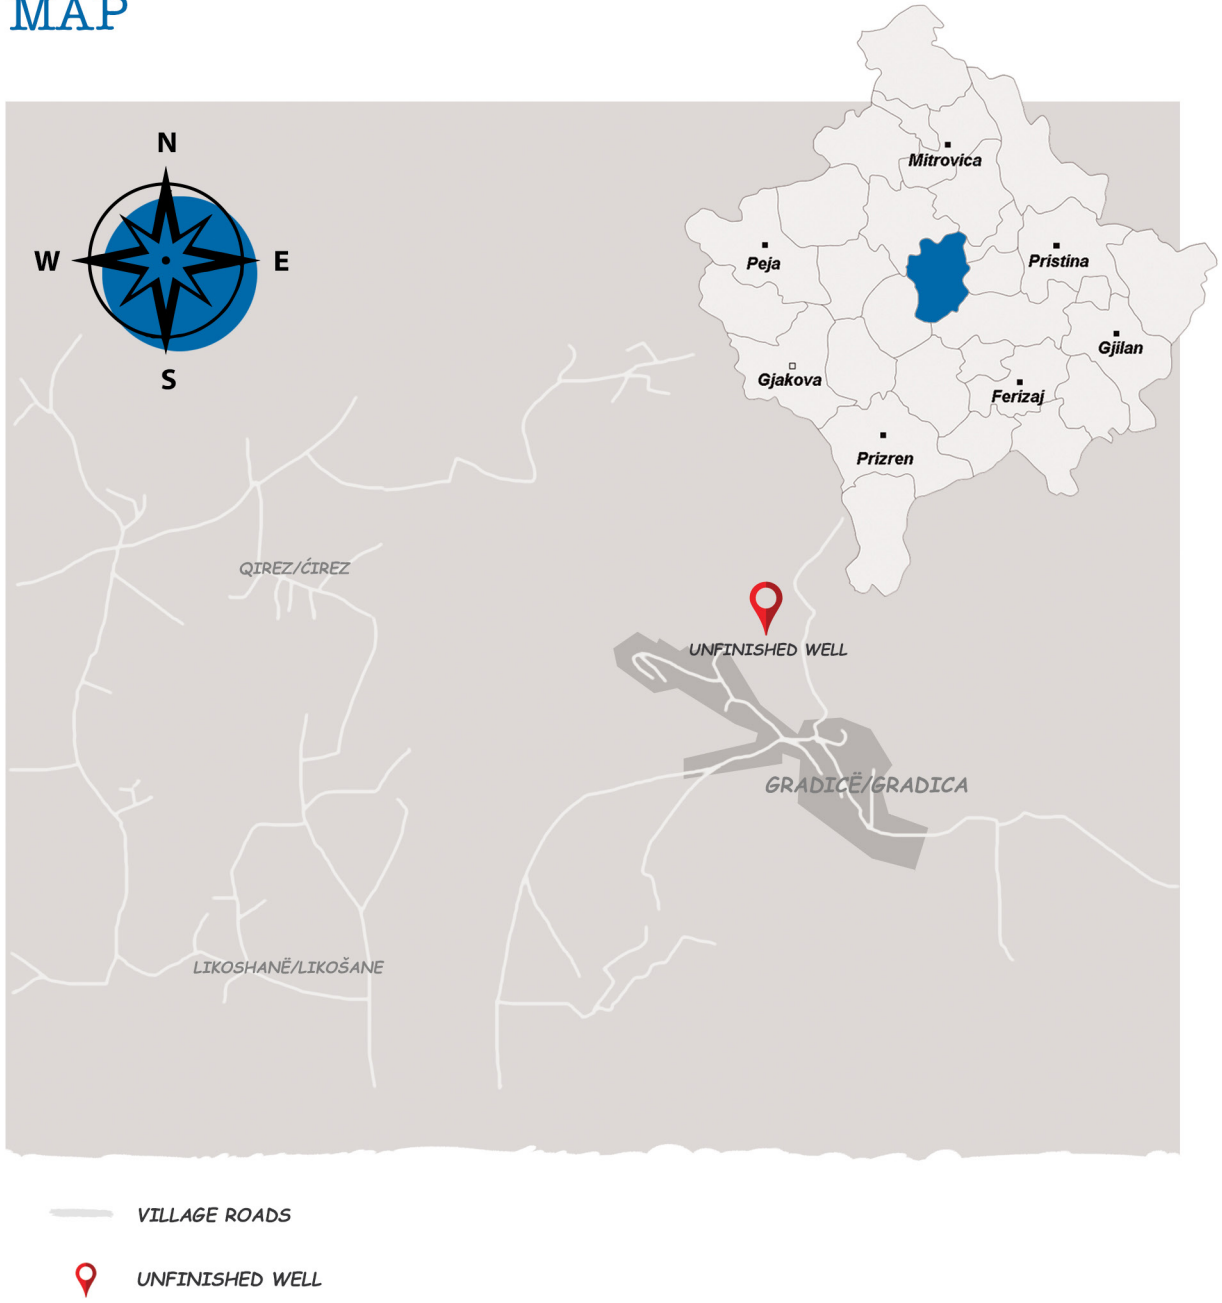 MAP
N
W
E
S
Mitrovica
Peja
Pristina
Gjilan
Gjakova
Ferizaj
Prizren
QIREZ/ĆIREZ
UNFINISHED WELL
GRADICË/GRADICA
LIKOSHANË/LIKOŠANE
VILLAGE ROADS
UNFINISHED WELL